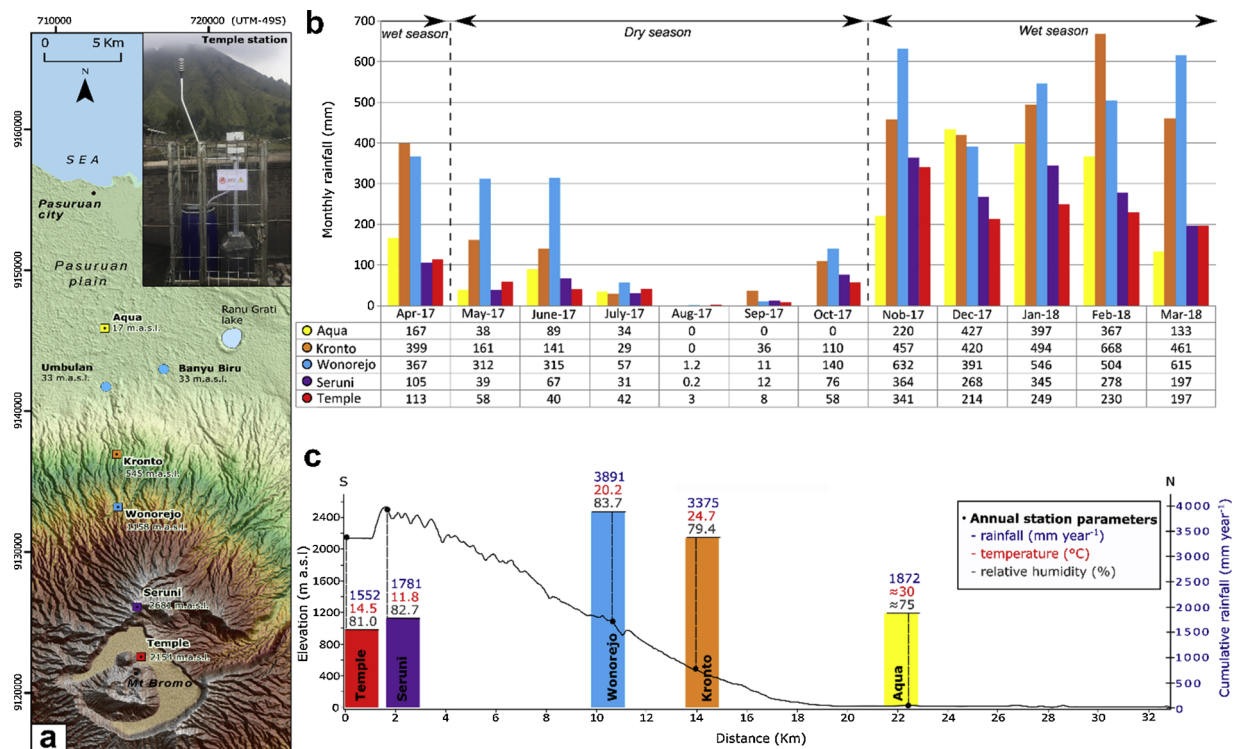 710000 720000 (UTM-49S)
0 5 Km
N
Temple station
9160000
9150000
9140000
9130000
9120000
SEA
Pasuruan
city
Pasuruan
plain
Aqua
17 m.a.s.l.
Ranu Grati
lake
Umbulan
33 m.a.s.l.
Banyu Biru
33 m.a.s.l.
Kronto
545 m.a.s.l.
Wonorejo
1158 m.a.s.l.
Seruni
2681 m.a.s.l.
Temple
2154 m.a.s.l.
Mt Bromo
a
b
wet season Dry season Wet season
Monthly rainfall (mm)
700
600
500
400
300
200
100
0
Apr-17 May-17 June-17 July-17 Aug-17 Sep-17 Oct-17 Nob-17 Dec-17 Jan-18 Feb-18 Mar-18
Aqua 167 38 89 34 0 0 0 220 427 397 367 133
Kronto 399 161 141 29 0 36 110 457 420 494 668 461
Wonorejo 367 312 315 57 1.2 11 140 632 391 546 504 615
Seruni 105 39 67 31 0.2 12 76 364 268 345 278 197
Temple 113 58 40 42 3 8 58 341 214 249 230 197
c
S N
Elevation (m a.s.l)
2400
2000
1600
1200
800
400
0
1552
14.5
81.0
Temple
1781
11.8
82.7
Seruni
3891
20.2
83.7
Wonorejo
3375
24.7
79.4
Kronto
1872
≈30
≈75
Aqua
• Annual station parameters
- rainfall (mm year⁻¹)
- temperature (°C)
- relative humidity (%)
4000
3500
3000
2500
2000
1500
1000
500
0
Cumulative rainfall (mm year⁻¹)
0 2 4 6 8 10 12 14 16 18 20 22 24 26 28 30 32
Distance (Km)